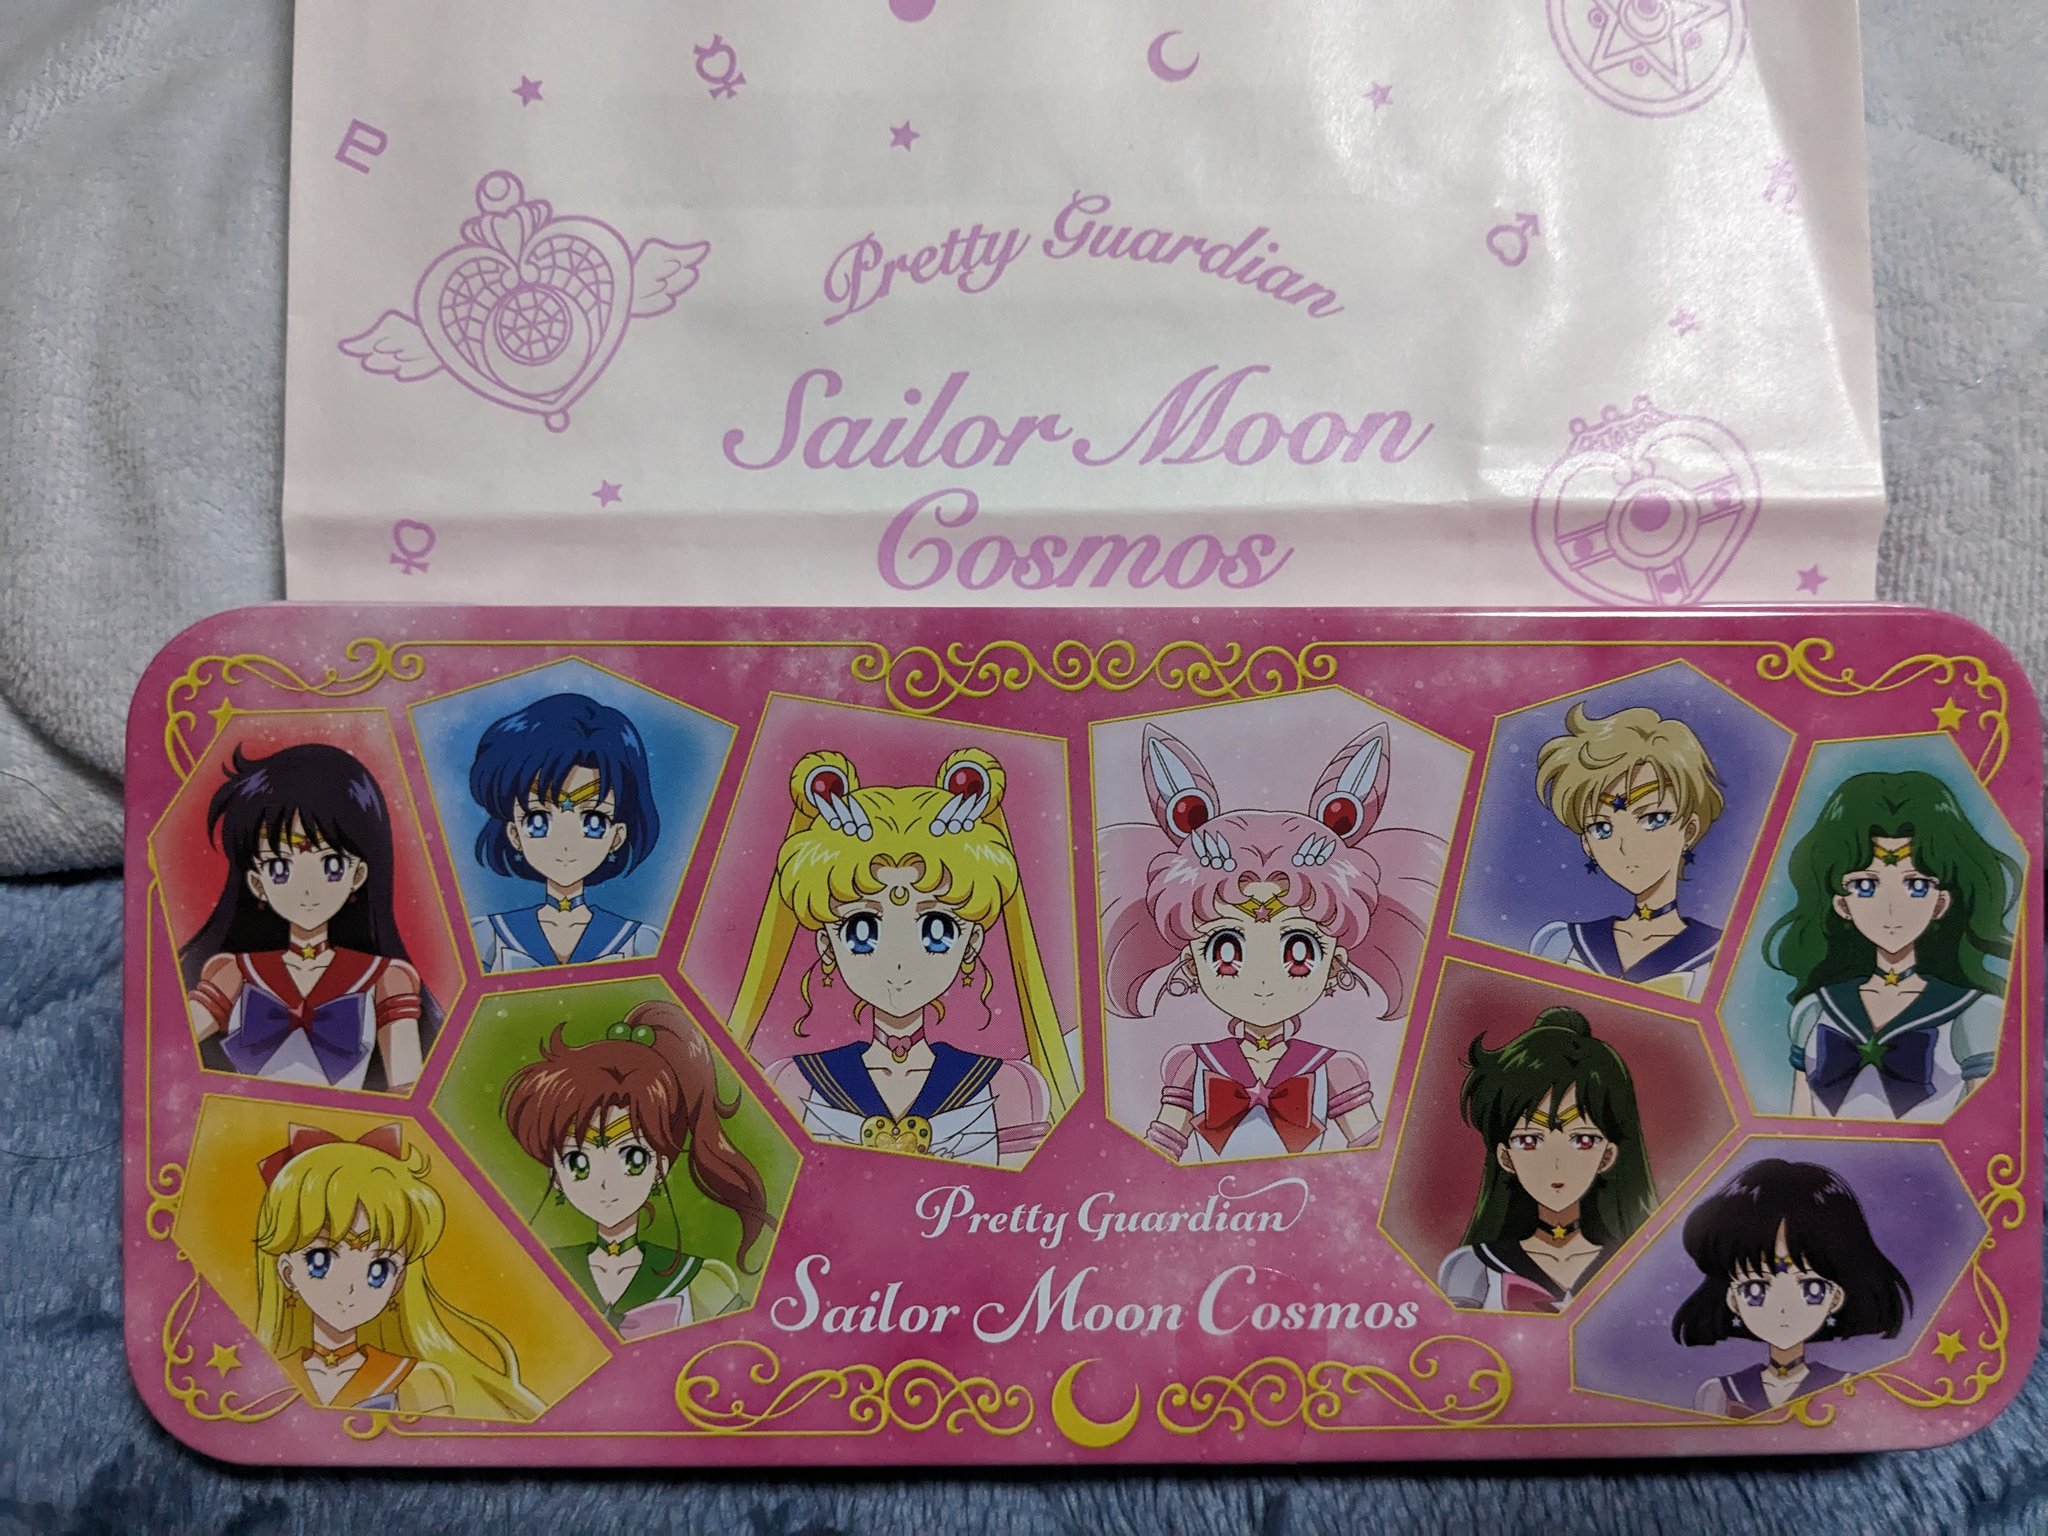 Pretty Guardian
Sailor Moon
Cosmos
Pretty Guardian
Sailor Moon Cosmos